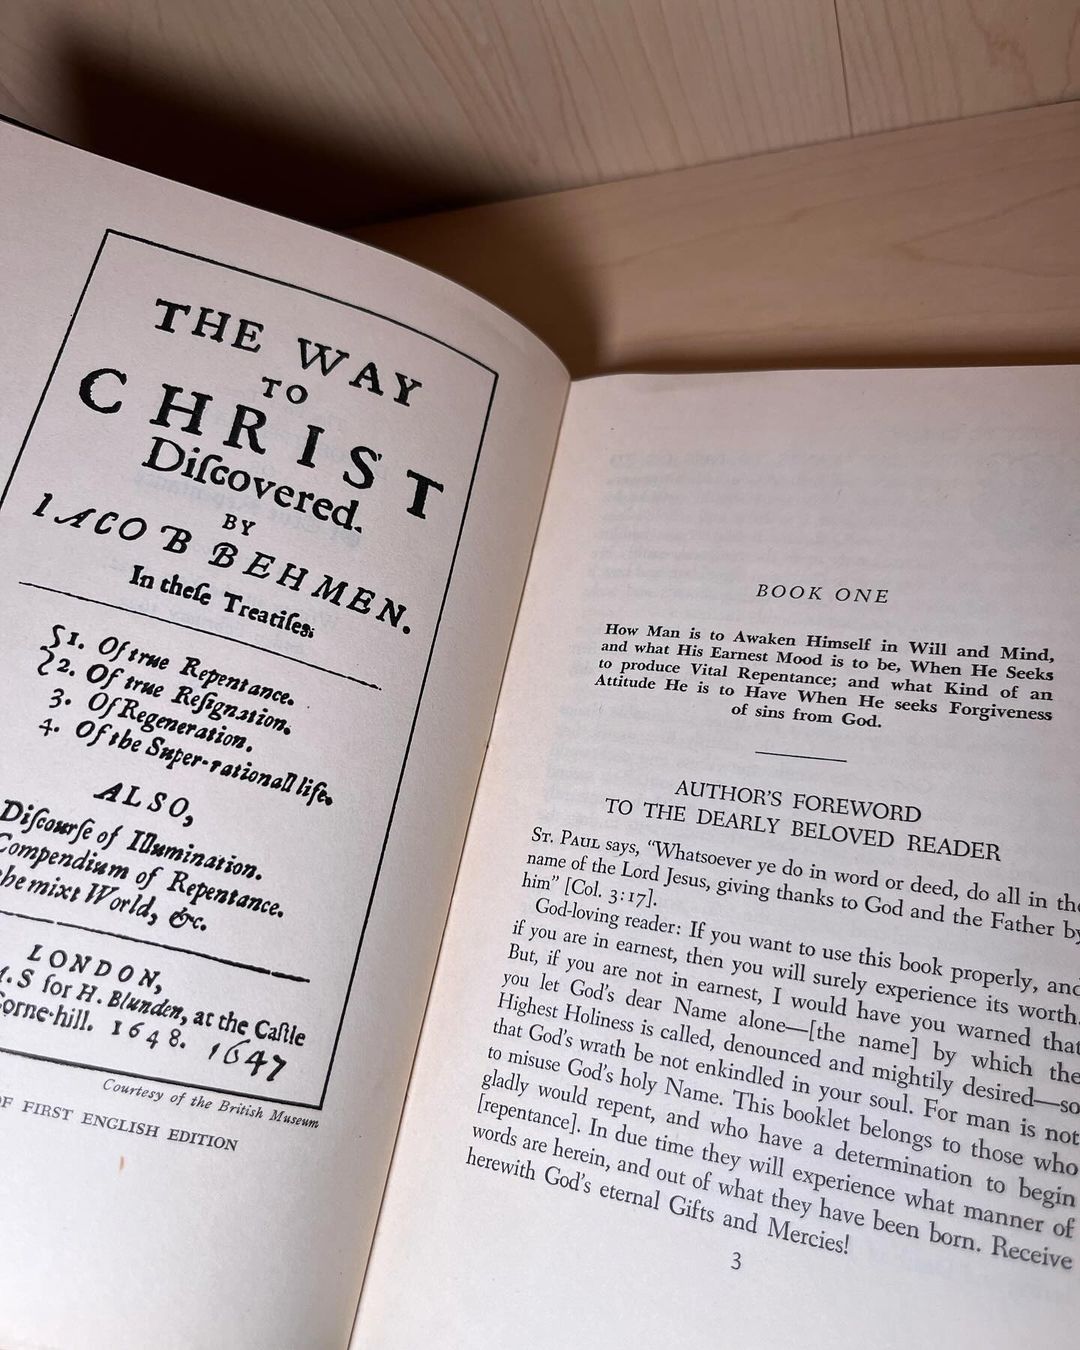 THE WAY
TO
CHRIST
Diſcovered.
BY
IACOB BEHMEN.
In theſe Treatiſes:
1. Of true Repentance.
2. Of true Reſignation.
3. Of Regeneration.
4. Of the Super-rationall life.
ALSO,
Diſcourſe of Illumination.
Compendium of Repentance.
mixt World, &c.
LONDON,
.S for H. Blunden, at the Caſtle
Corne-hill. 1648. 1647
Courtesy of the British Museum
OF FIRST ENGLISH EDITION
BOOK ONE
How Man is to Awaken Himself in Will and Mind,
and what His Earnest Mood is to be, When He Seeks
to produce Vital Repentance; and what Kind of an
Attitude He is to Have When He seeks Forgiveness
of sins from God.
AUTHOR'S FOREWORD
TO THE DEARLY BELOVED READER
St. Paul says, "Whatsoever ye do in word or deed, do all in the
name of the Lord Jesus, giving thanks to God and the Father by
him" [Col. 3:17].
God-loving reader: If you want to use this book properly, and
if you are in earnest, then you will surely experience its worth.
But, if you are not in earnest, I would have you warned that
you let God's dear Name alone—[the name] by which the
Highest Holiness is called, denounced and mightily desired—so
that God's wrath be not enkindled in your soul. For man is not
to misuse God's holy Name. This booklet belongs to those who
gladly would repent, and who have a determination to begin
[repentance]. In due time they will experience what manner of
words are herein, and out of what they have been born. Receive
herewith God's eternal Gifts and Mercies!
3